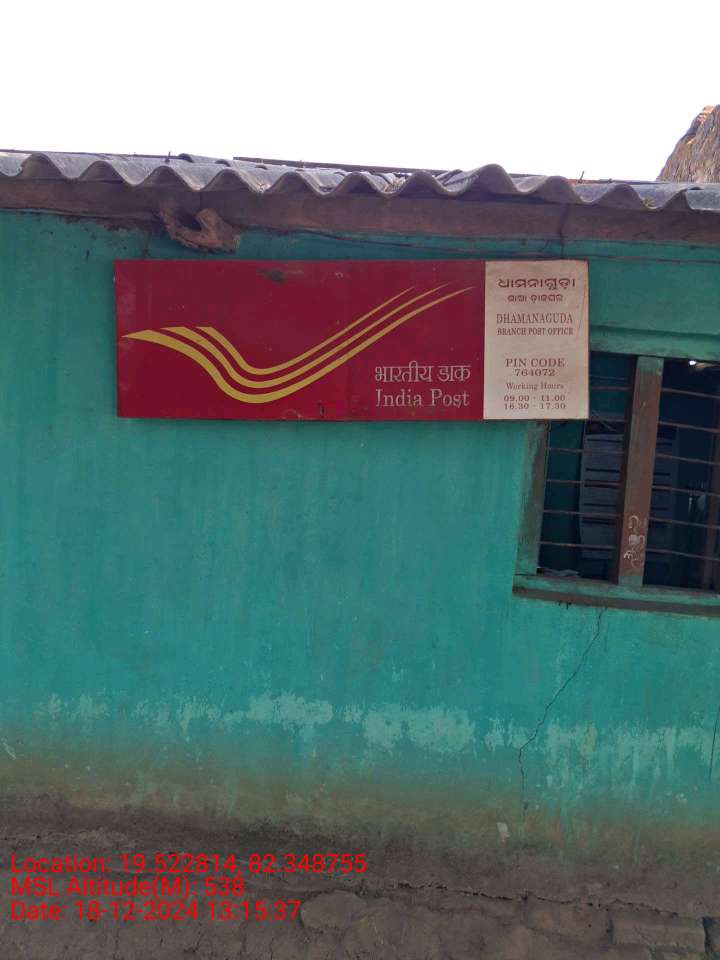 भारतीय डाक
India Post
ଧାମନାଗୁଡ଼ା
ଶାଖା ଡ଼ାକଘର
DHAMANAGUDA
BRANCH POST OFFICE
PIN CODE
764072
Working Hours
09.00 - 11.00
16.30 - 17.30
Location: 19.522814, 82.348755
MSL Altitude(M): 538
Date: 18-12-2024 13:15:37